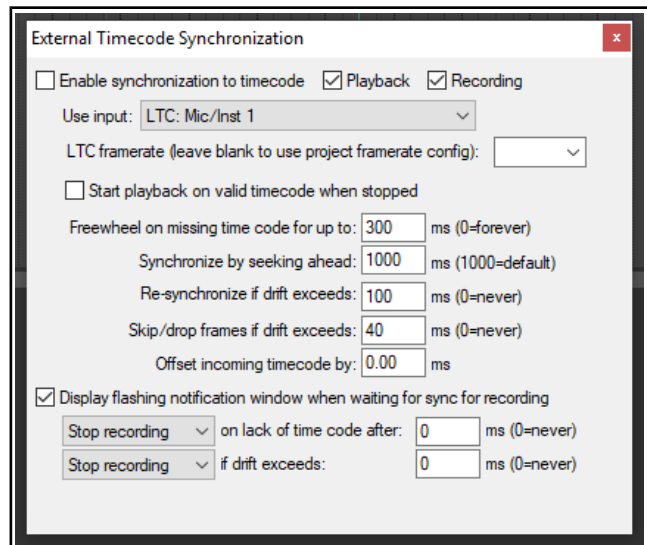 External Timecode Synchronization x
Enable synchronization to timecode Playback Recording
Use input: LTC: Mic/Inst 1
LTC framerate (leave blank to use project framerate config):
Start playback on valid timecode when stopped
Freewheel on missing time code for up to: 300 ms (0=forever)
Synchronize by seeking ahead: 1000 ms (1000=default)
Re-synchronize if drift exceeds: 100 ms (0=never)
Skip/drop frames if drift exceeds: 40 ms (0=never)
Offset incoming timecode by: 0.00 ms
Display flashing notification window when waiting for sync for recording
Stop recording on lack of time code after: 0 ms (0=never)
Stop recording if drift exceeds: 0 ms (0=never)